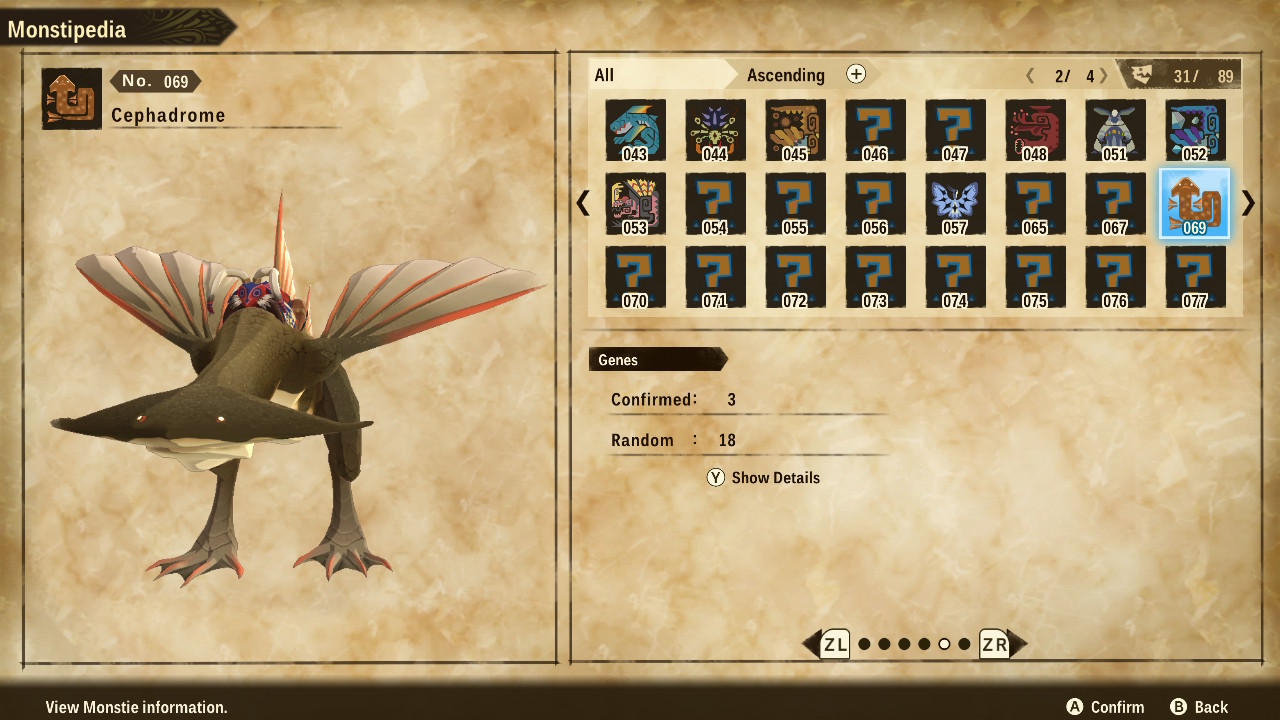 Monstipedia
No. 069
Cephadrome
All
Ascending
2/ 4
31/ 89
043 044 045 046 047 048 051 052
053 054 055 056 057 065 067 069
070 071 072 073 074 075 076 077
Genes
Confirmed: 3
Random : 18
Y Show Details
ZL ZR
View Monstie information.
A Confirm B Back